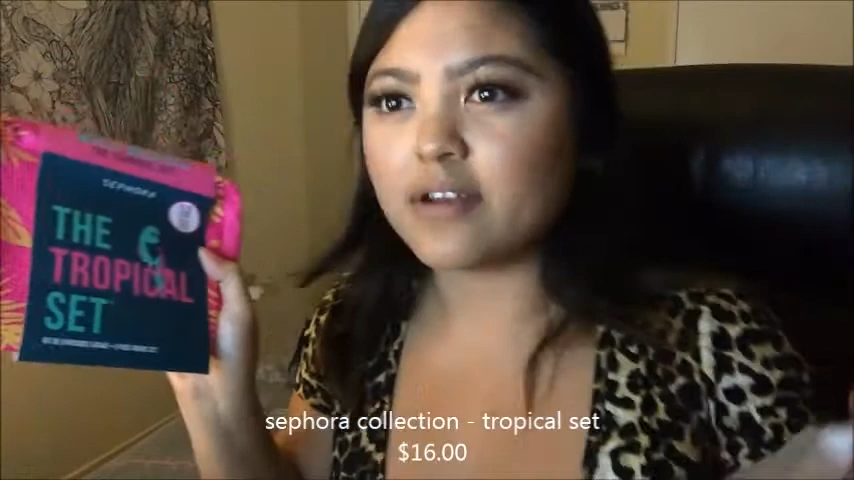 SEPHORA
THE
TROPICAL
SET
sephora collection - tropical set
$16.00